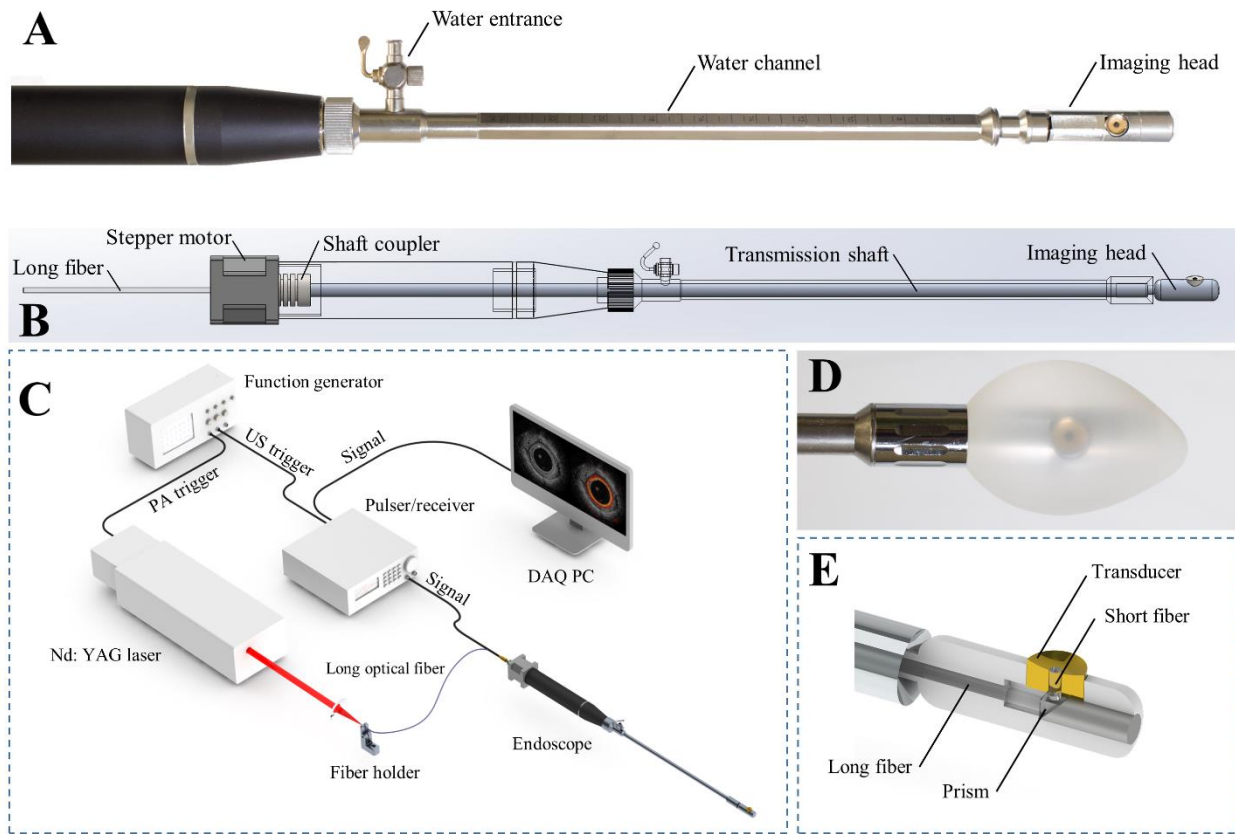 A
Water entrance
Water channel
Imaging head
B
Long fiber
Stepper motor
Shaft coupler
Transmission shaft
Imaging head
C
Function generator
PA trigger
US trigger
Signal
Pulser/receiver
DAQ PC
Signal
Nd: YAG laser
Long optical fiber
Fiber holder
Endoscope
D
E
Transducer
Short fiber
Long fiber
Prism